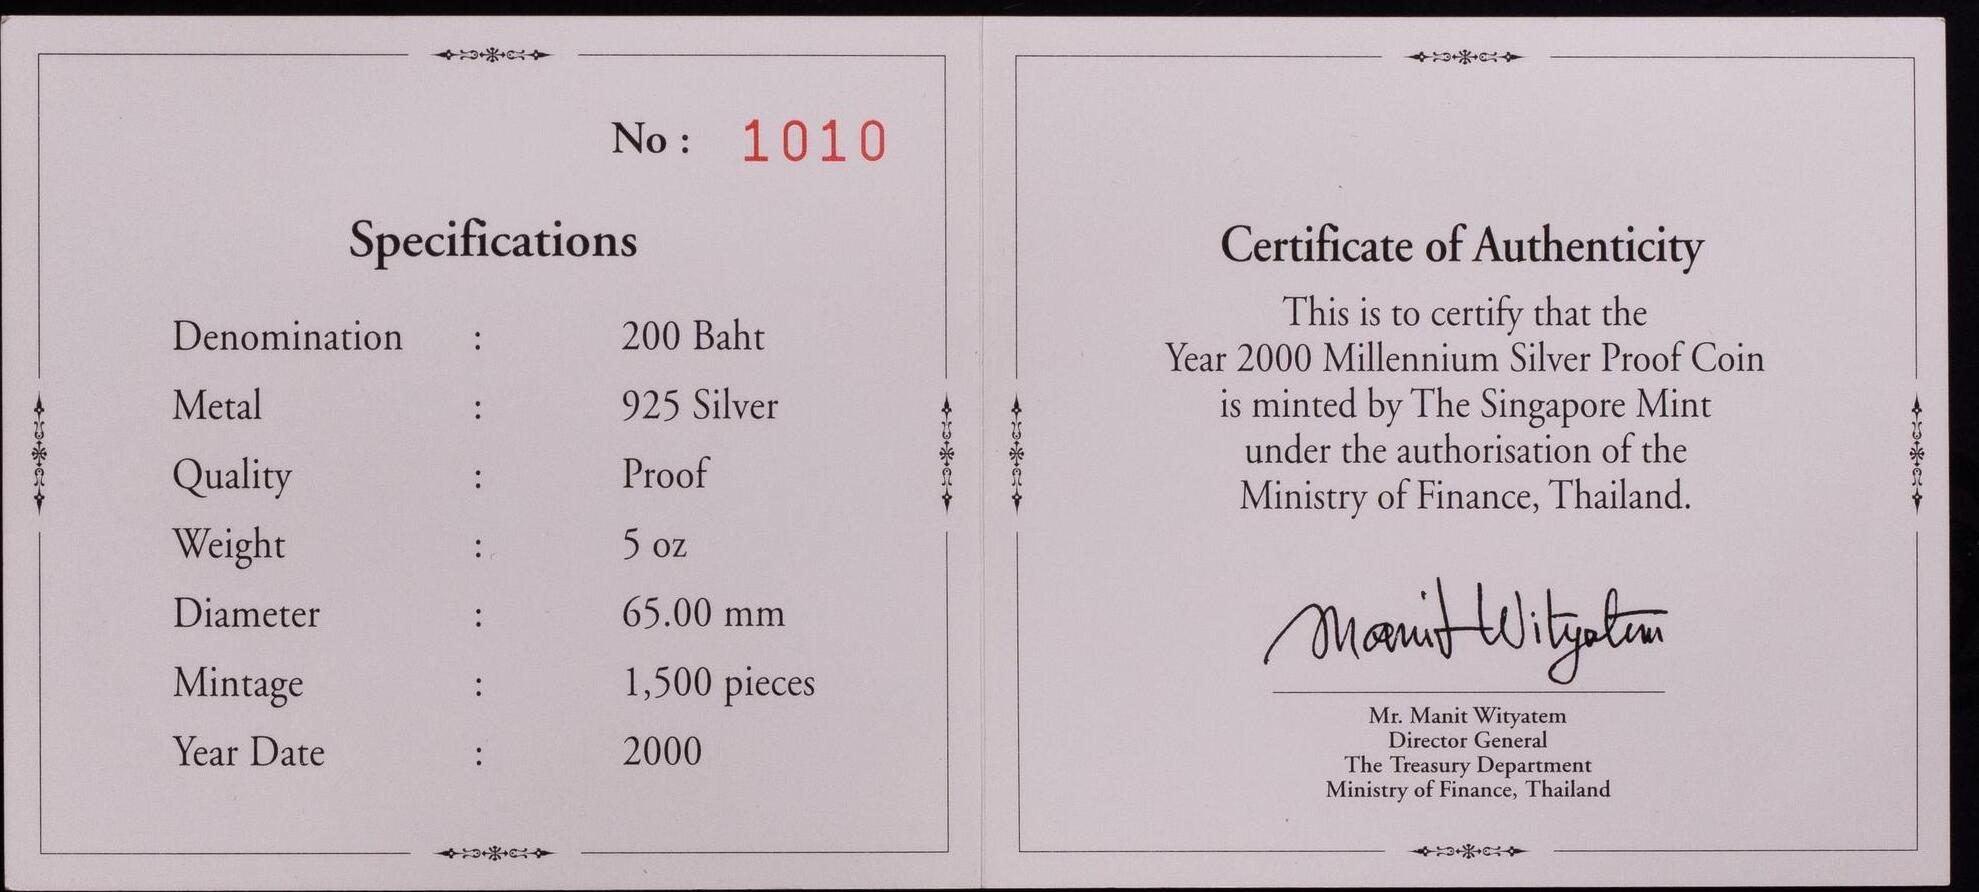 No : 1010
Specifications
Denomination : 200 Baht
Metal : 925 Silver
Quality : Proof
Weight : 5 oz
Diameter : 65.00 mm
Mintage : 1,500 pieces
Year Date : 2000
Certificate of Authenticity
This is to certify that the
Year 2000 Millennium Silver Proof Coin
is minted by The Singapore Mint
under the authorisation of the
Ministry of Finance, Thailand.
Manit Wityatem
Mr. Manit Wityatem
Director General
The Treasury Department
Ministry of Finance, Thailand